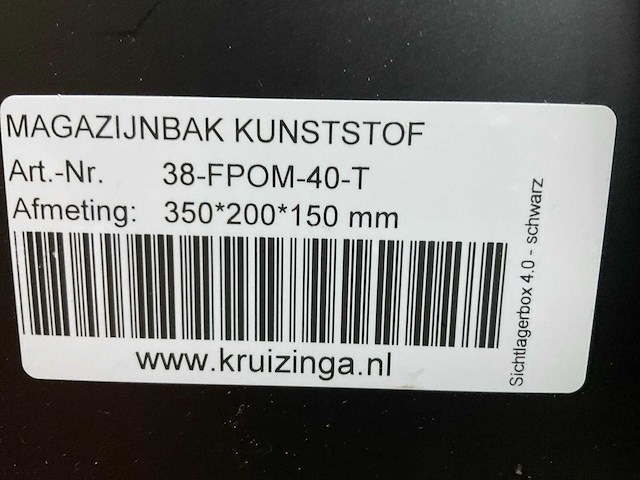 MAGAZIJNBAK KUNSTSTOF
Art.-Nr. 38-FPOM-40-T
Afmeting: 350*200*150 mm
www.kruizinga.nl
Sichtlagerbox 4.0 - schwarz